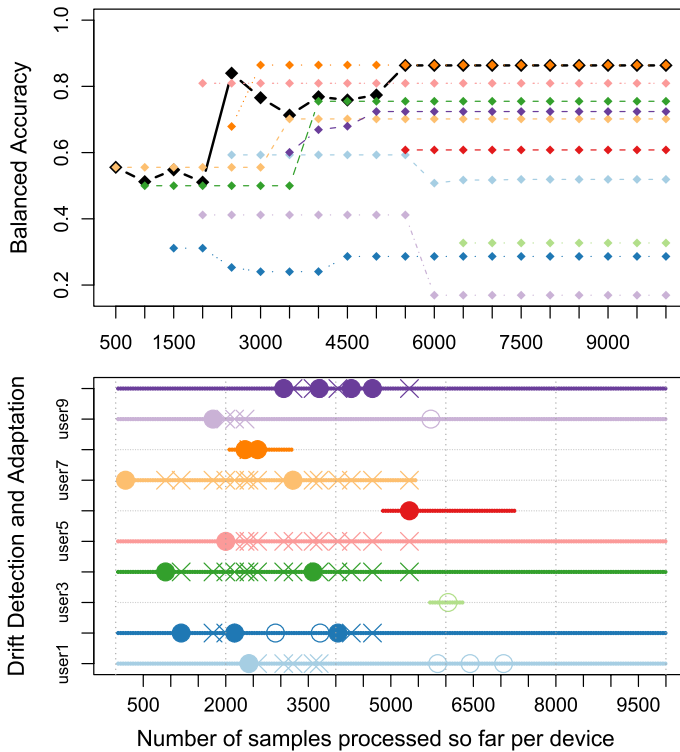 Balanced Accuracy
1.0
0.8
0.6
0.4
0.2
500 1500 3000 4500 6000 7500 9000
Drift Detection and Adaptation
user9
user7
user5
user3
user1
500 2000 3500 5000 6500 8000 9500
Number of samples processed so far per device